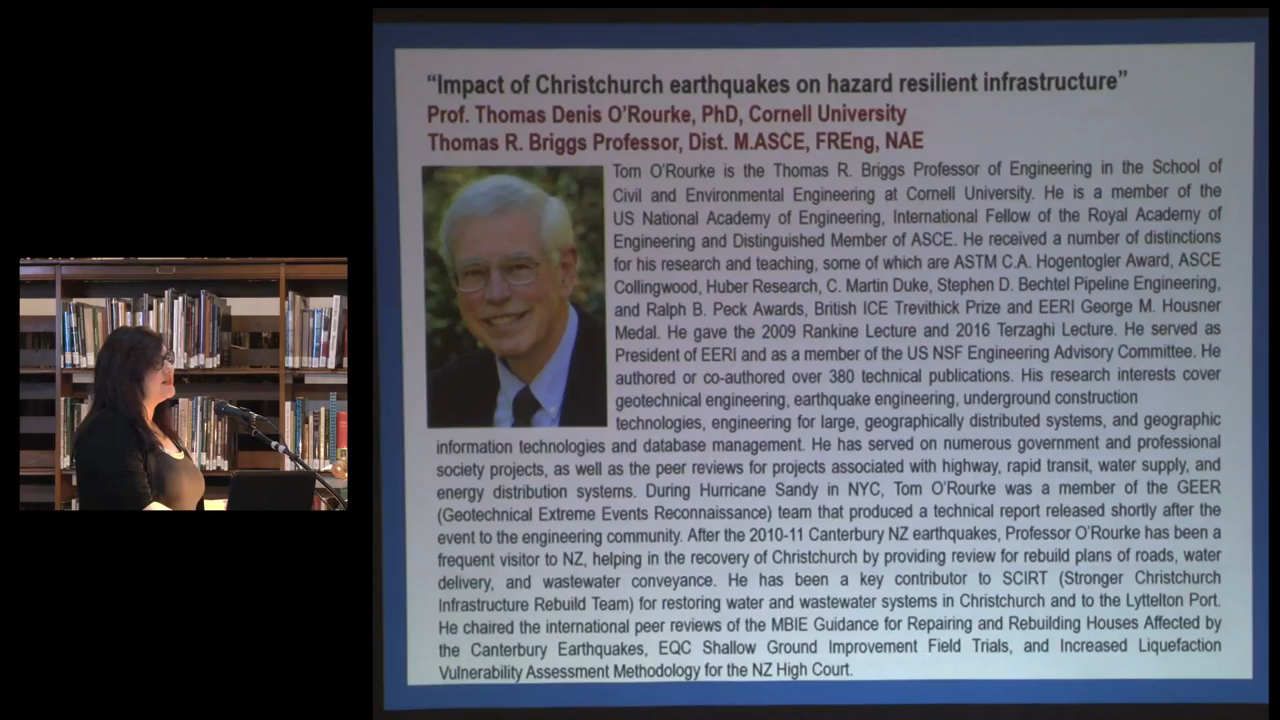 “Impact of Christchurch earthquakes on hazard resilient infrastructure”
Prof. Thomas Denis O’Rourke, PhD, Cornell University
Thomas R. Briggs Professor, Dist. M.ASCE, FREng, NAE
Tom O’Rourke is the Thomas R. Briggs Professor of Engineering in the School of
Civil and Environmental Engineering at Cornell University. He is a member of the
US National Academy of Engineering, International Fellow of the Royal Academy of
Engineering and Distinguished Member of ASCE. He received a number of distinctions
for his research and teaching, some of which are ASTM C.A. Hogentogler Award, ASCE
Collingwood, Huber Research, C. Martin Duke, Stephen D. Bechtel Pipeline Engineering,
and Ralph B. Peck Awards, British ICE Trevithick Prize and EERI George M. Housner
Medal. He gave the 2009 Rankine Lecture and 2016 Terzaghi Lecture. He served as
President of EERI and as a member of the US NSF Engineering Advisory Committee. He
authored or co-authored over 380 technical publications. His research interests cover
geotechnical engineering, earthquake engineering, underground construction
technologies, engineering for large, geographically distributed systems, and geographic
information technologies and database management. He has served on numerous government and professional
society projects, as well as the peer reviews for projects associated with highway, rapid transit, water supply, and
energy distribution systems. During Hurricane Sandy in NYC, Tom O’Rourke was a member of the GEER
(Geotechnical Extreme Events Reconnaissance) team that produced a technical report released shortly after the
event to the engineering community. After the 2010-11 Canterbury NZ earthquakes, Professor O’Rourke has been a
frequent visitor to NZ, helping in the recovery of Christchurch by providing review for rebuild plans of roads, water
delivery, and wastewater conveyance. He has been a key contributor to SCIRT (Stronger Christchurch
Infrastructure Rebuild Team) for restoring water and wastewater systems in Christchurch and to the Lyttelton Port.
He chaired the international peer reviews of the MBIE Guidance for Repairing and Rebuilding Houses Affected by
the Canterbury Earthquakes, EQC Shallow Ground Improvement Field Trials, and Increased Liquefaction
Vulnerability Assessment Methodology for the NZ High Court.